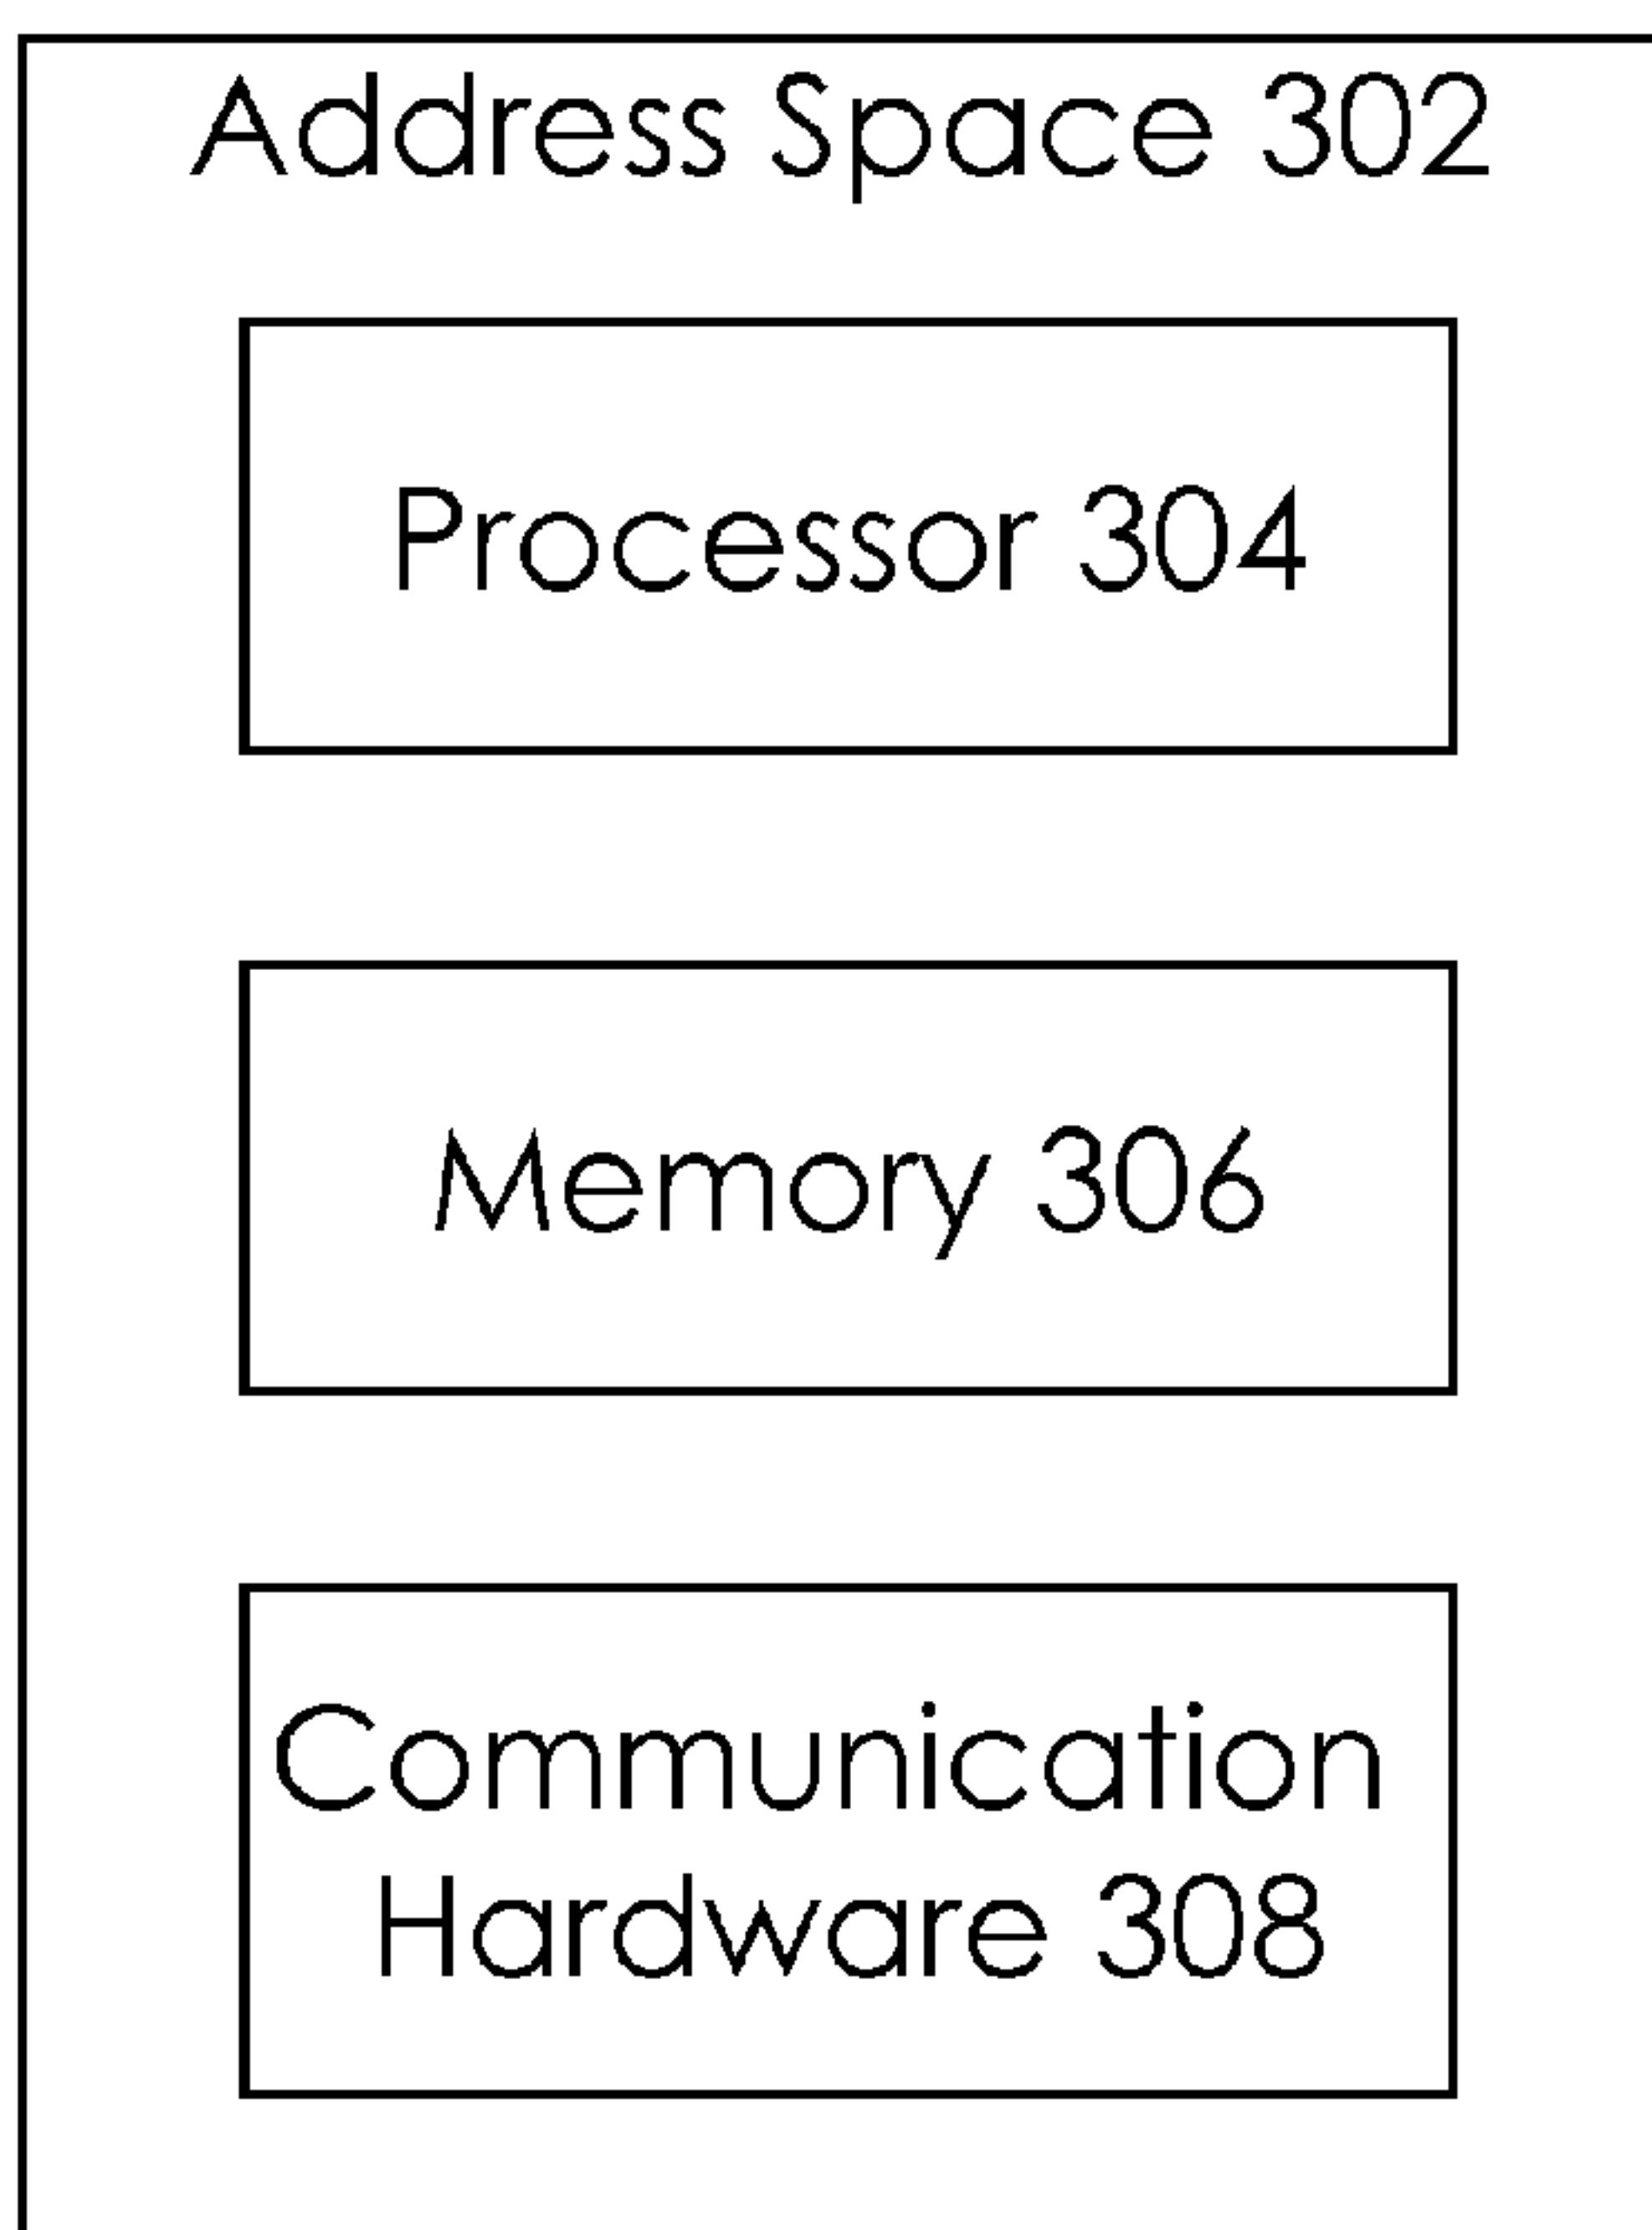 Address Space 302
Processor 304
Memory 306
Communication
Hardware 308